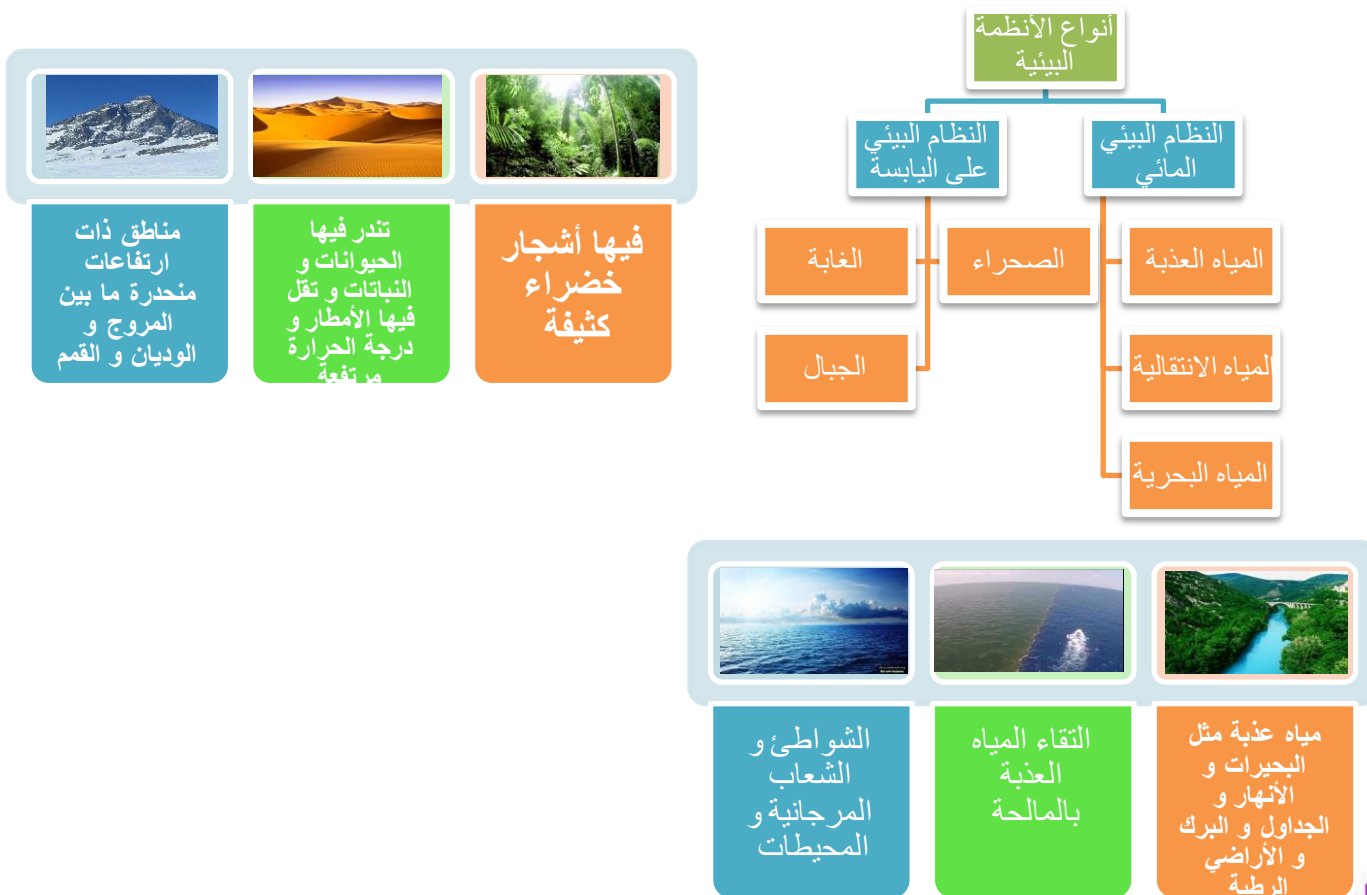 أنواع الأنظمة
البيئية
النظام البيئي
المائي
النظام البيئي
على اليابسة
المياه العذبة
المياه الانتقالية
المياه البحرية
الصحراء
الغابة
الجبال
فيها أشجار
خضراء
كثيفة
تندر فيها
الحيوانات و
النباتات و تقل
فيها الأمطار و
درجة الحرارة
مرتفعة
مناطق ذات
ارتفاعات
منحدرة ما بين
المروج و
الوديان و القمم
مياه عذبة مثل
البحيرات و
الأنهار و
الجداول و البرك
و الأراضي
الرطبة
التقاء المياه
العذبة
بالمالحة
الشواطئ و
الشعاب
المرجانية و
المحيطات